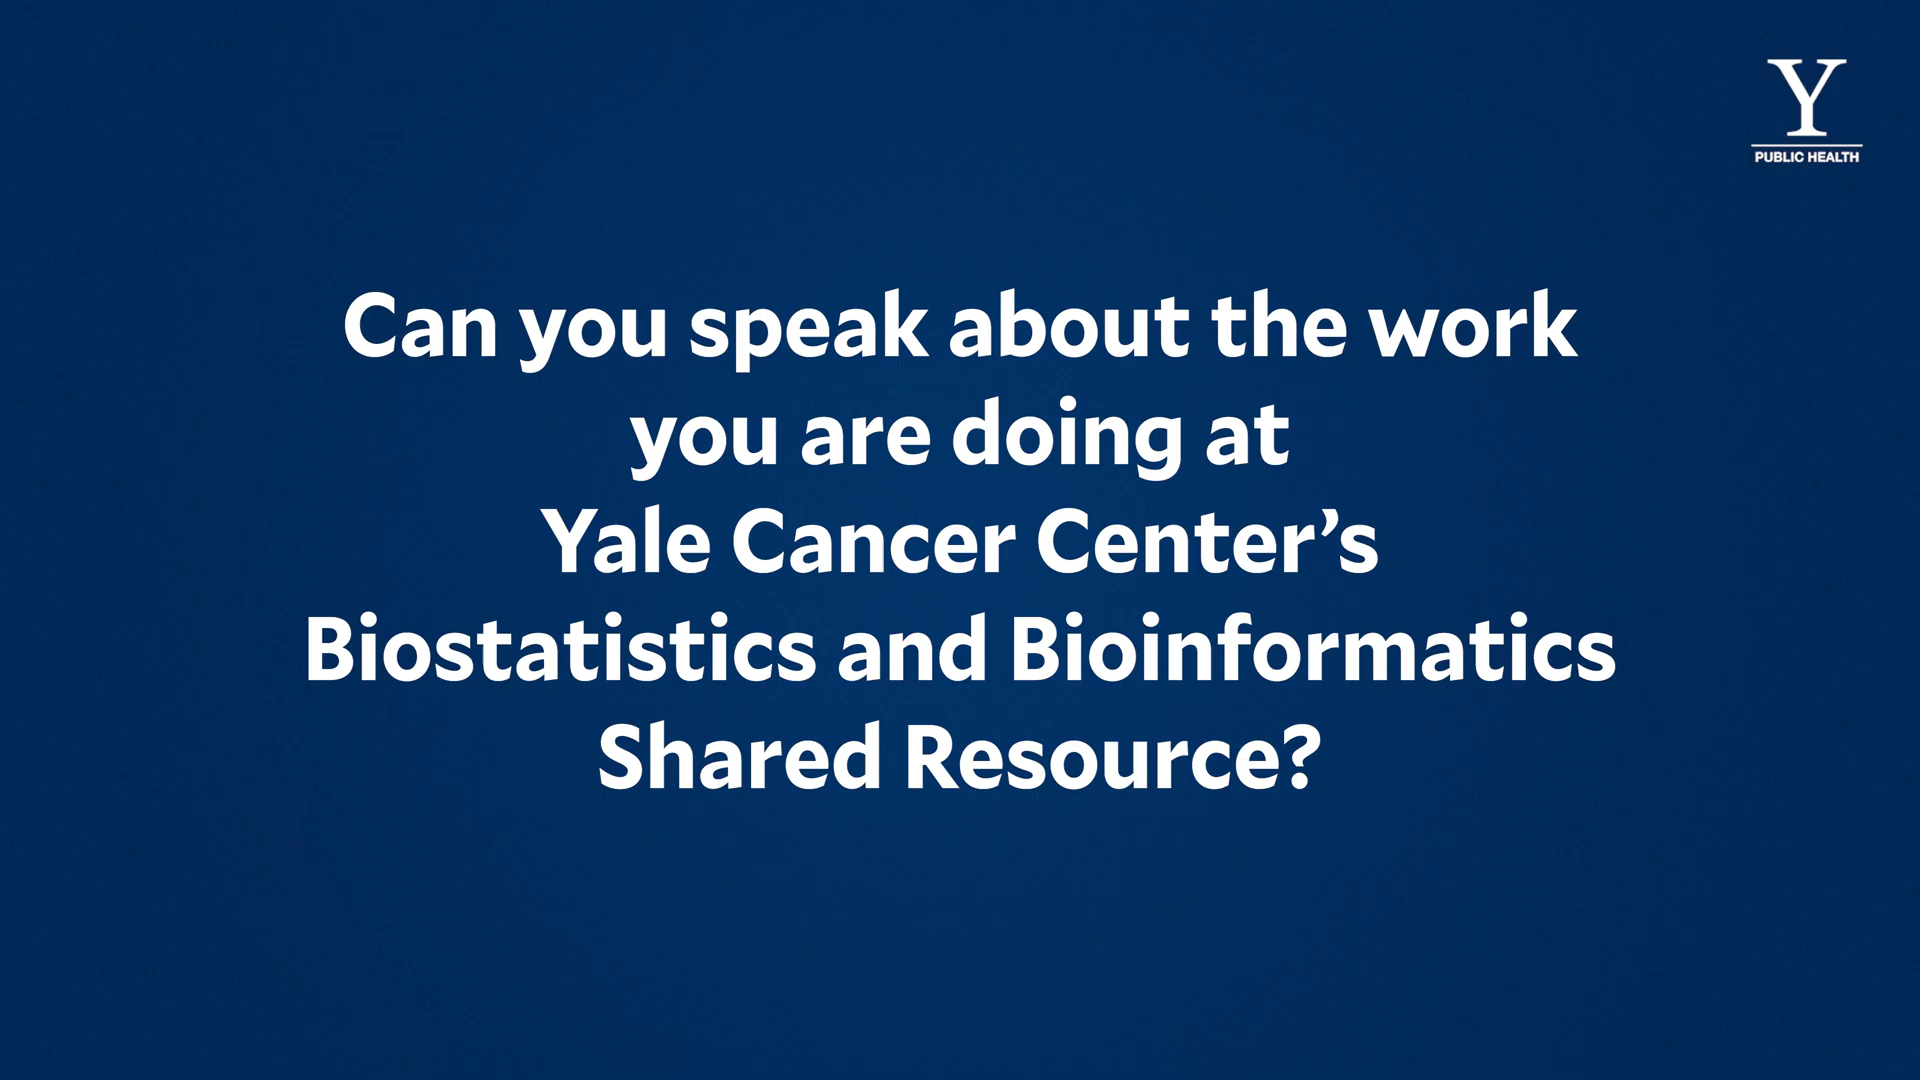 Y
PUBLIC HEALTH
Can you speak about the work
you are doing at
Yale Cancer Center’s
Biostatistics and Bioinformatics
Shared Resource?